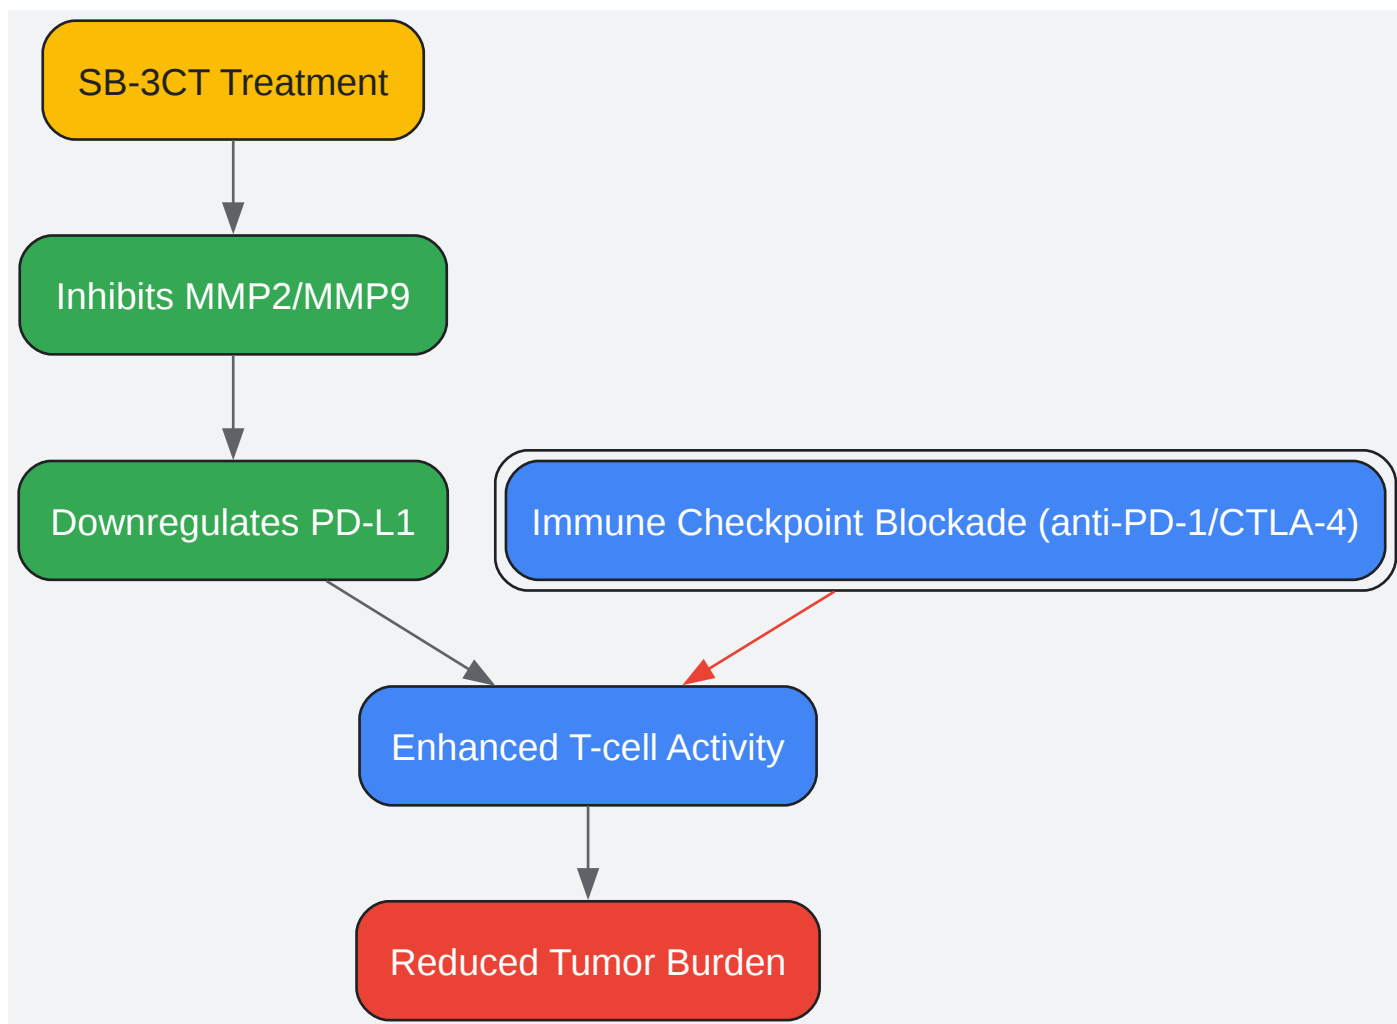 SB-3CT Treatment
Inhibits MMP2/MMP9
Downregulates PD-L1
Immune Checkpoint Blockade (anti-PD-1/CTLA-4)
Enhanced T-cell Activity
Reduced Tumor Burden